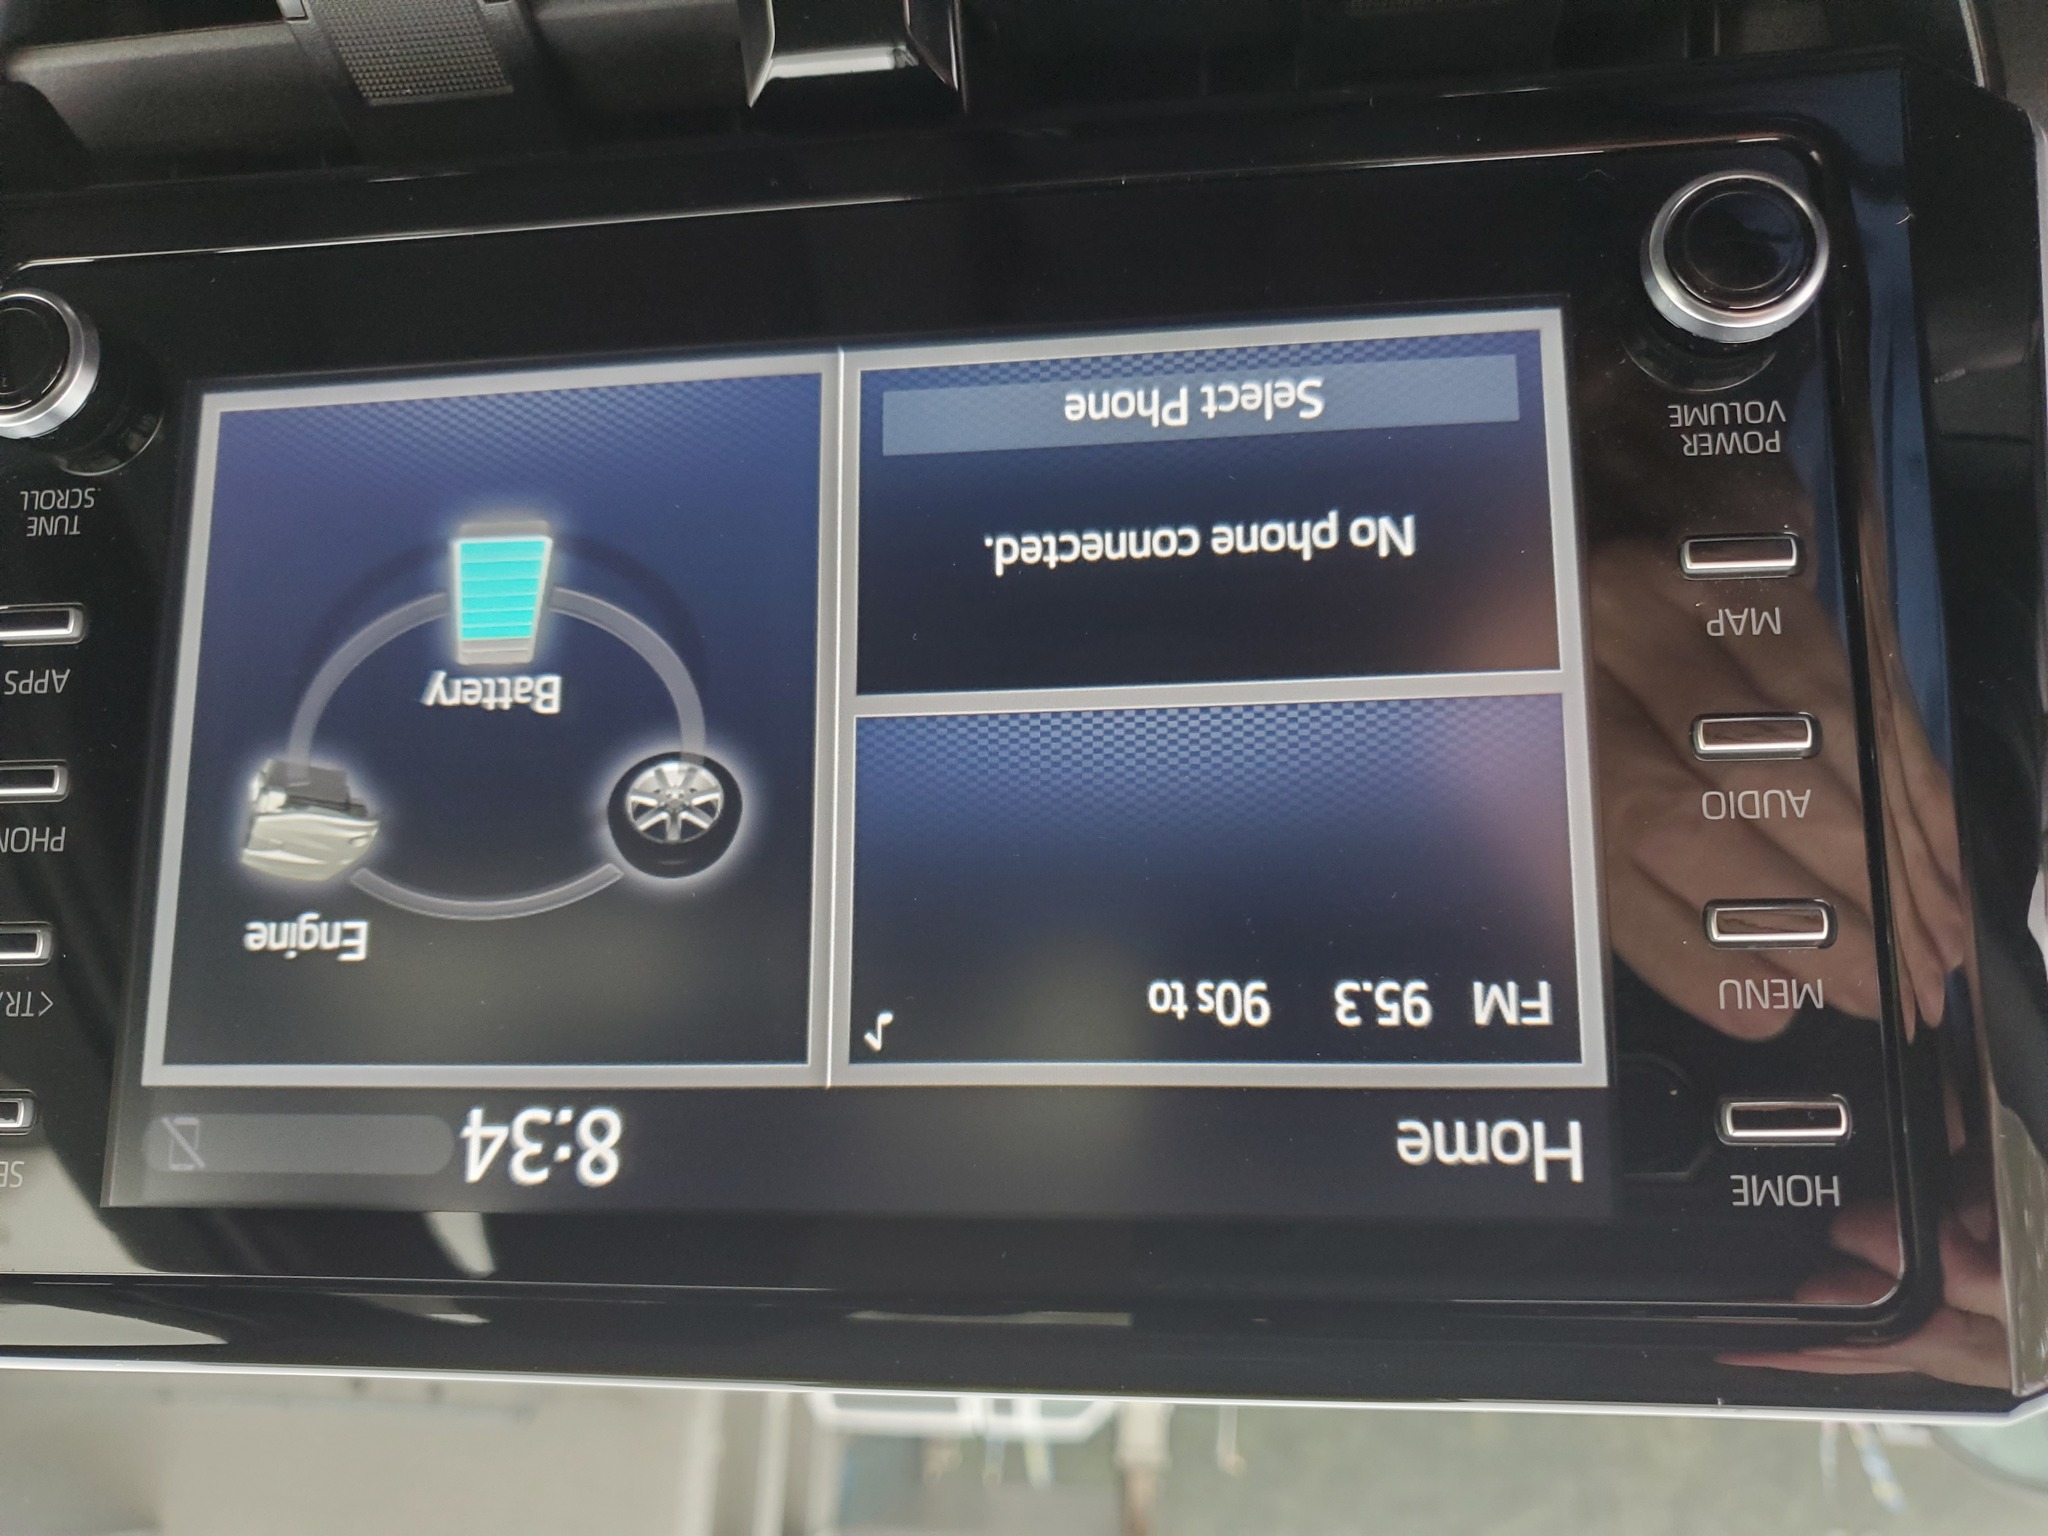 HOME
MENU
AUDIO
MAP
POWER
VOLUME
Home
8:34
FM 95.3 90s to
No phone connected.
Select Phone
Engine
Battery
APPS
TUNE
SCROLL